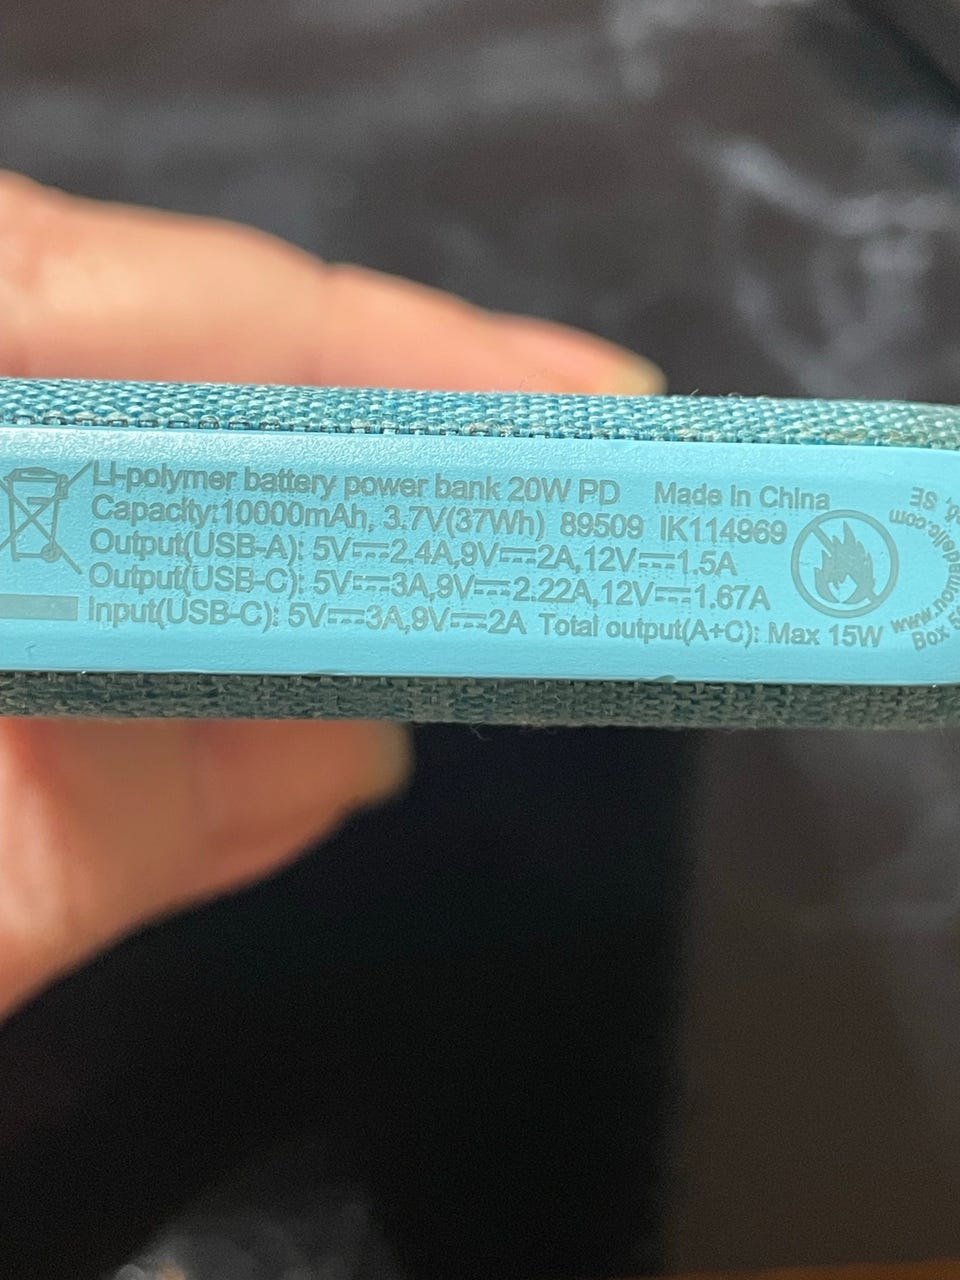 Li-polymer battery power bank 20W PD Made in China
Capacity:10000mAh, 3.7V(37Wh) 89509 IK114969
Output(USB-A): 5V⎓2.4A,9V⎓2A,12V⎓1.5A
Output(USB-C): 5V⎓3A,9V⎓2.22A,12V⎓1.67A
Input(USB-C): 5V⎓3A,9V⎓2A Total output(A+C): Max 15W
SE
Box